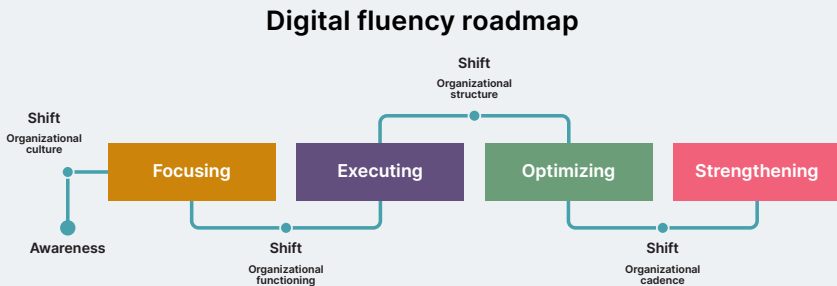 Digital fluency roadmap
Shift
Organizational
structure
Shift
Organizational
culture
Focusing
Executing
Optimizing
Strengthening
Awareness
Shift
Organizational
functioning
Shift
Organizational
cadence